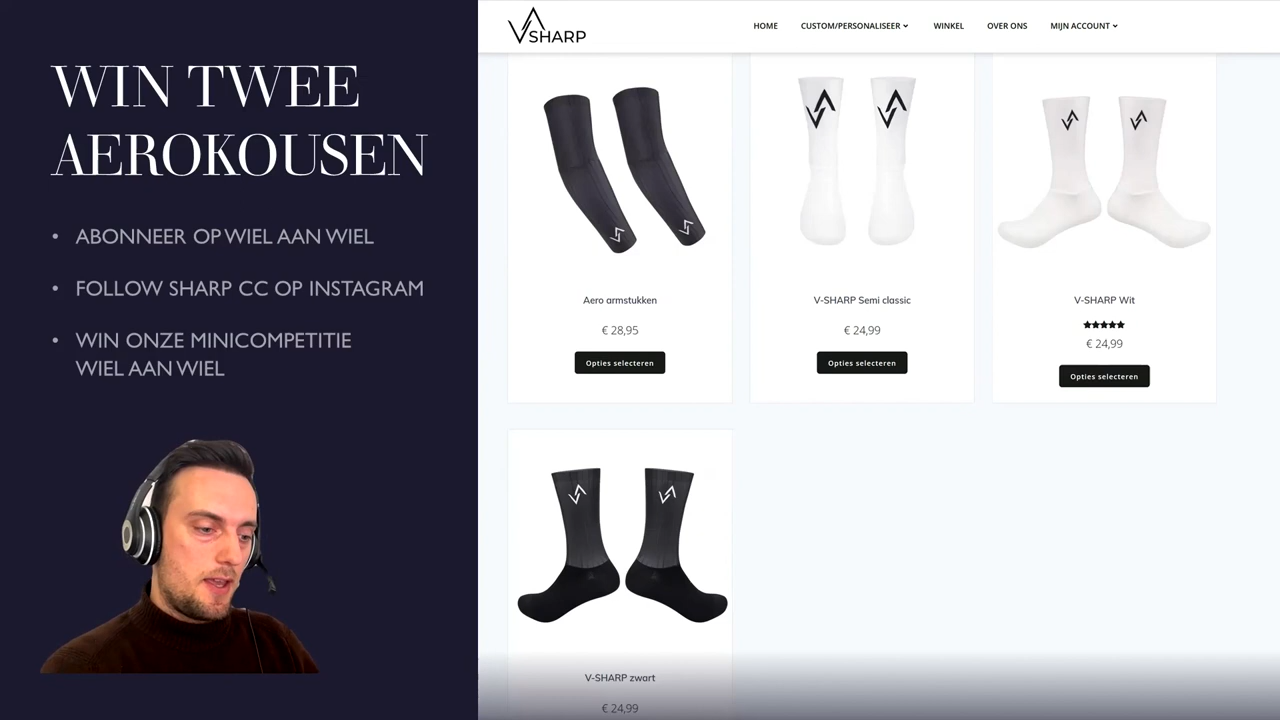 WIN TWEE
AEROKOUSEN
• ABONNEER OP WIEL AAN WIEL
• FOLLOW SHARP CC OP INSTAGRAM
• WIN ONZE MINICOMPETITIE
WIEL AAN WIEL
SHARP
HOME CUSTOM/PERSONALISEER WINKEL OVER ONS MIJN ACCOUNT
Aero armstukken
€ 28,95
Opties selecteren
V-SHARP Semi classic
€ 24,99
Opties selecteren
V-SHARP Wit
€ 24,99
Opties selecteren
V-SHARP zwart
€ 24,99